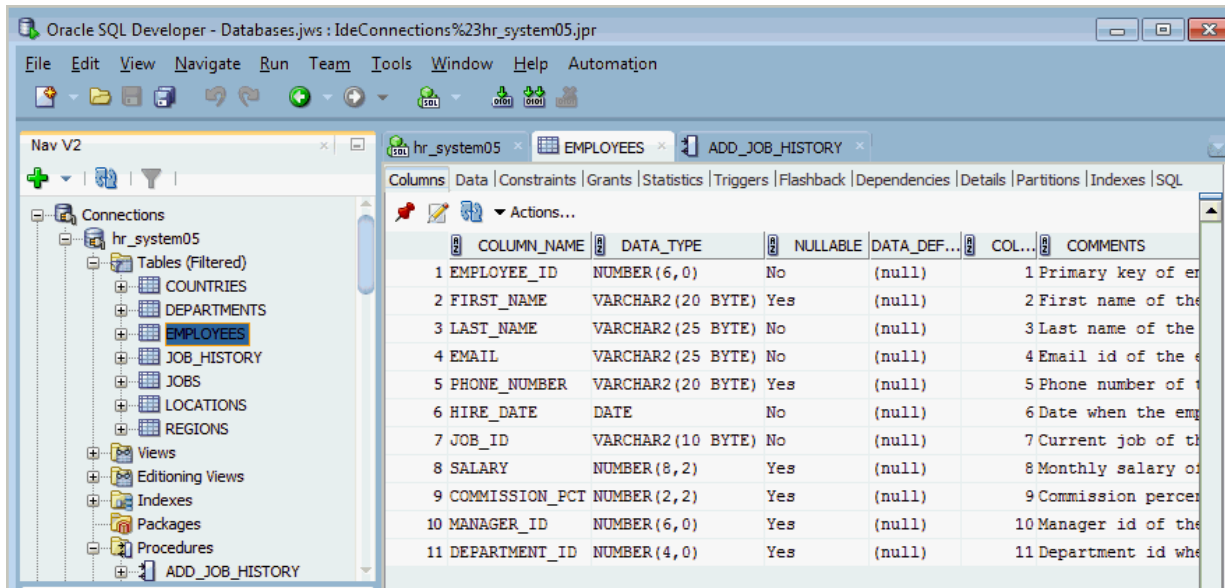 Oracle SQL Developer - Databases.jws : IdeConnections%23hr_system05.jpr
File Edit View Navigate Run Team Tools Window Help Automation
Nav V2
hr_system05 EMPLOYEES ADD_JOB_HISTORY
Columns Data Constraints Grants Statistics Triggers Flashback Dependencies Details Partitions Indexes SQL
Actions...
Connections
hr_system05
Tables (Filtered)
COUNTRIES
DEPARTMENTS
EMPLOYEES
JOB_HISTORY
JOBS
LOCATIONS
REGIONS
Views
Editioning Views
Indexes
Packages
Procedures
ADD_JOB_HISTORY
COLUMN_NAME DATA_TYPE NULLABLE DATA_DEF... COL... COMMENTS
1 EMPLOYEE_ID NUMBER(6,0) No (null) 1 Primary key of
2 FIRST_NAME VARCHAR2(20 BYTE) Yes (null) 2 First name of the
3 LAST_NAME VARCHAR2(25 BYTE) No (null) 3 Last name of the
4 EMAIL VARCHAR2(25 BYTE) No (null) 4 Email id of the
5 PHONE_NUMBER VARCHAR2(20 BYTE) Yes (null) 5 Phone number of
6 HIRE_DATE DATE No (null) 6 Date when the
7 JOB_ID VARCHAR2(10 BYTE) No (null) 7 Current job of
8 SALARY NUMBER(8,2) Yes (null) 8 Monthly salary
9 COMMISSION_PCT NUMBER(2,2) Yes (null) 9 Commission
10 MANAGER_ID NUMBER(6,0) Yes (null) 10 Manager id of the
11 DEPARTMENT_ID NUMBER(4,0) Yes (null) 11 Department id